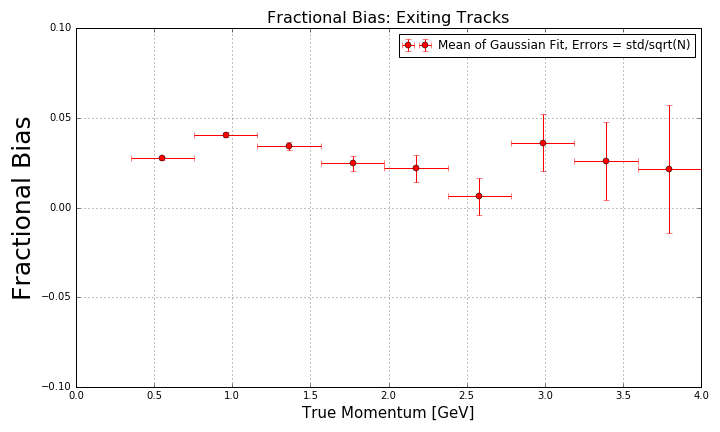 Fractional Bias: Exiting Tracks
Mean of Gaussian Fit, Errors = std/sqrt(N)
Fractional Bias
0.10
0.05
0.00
−0.05
−0.10
0.0 0.5 1.0 1.5 2.0 2.5 3.0 3.5 4.0
True Momentum [GeV]